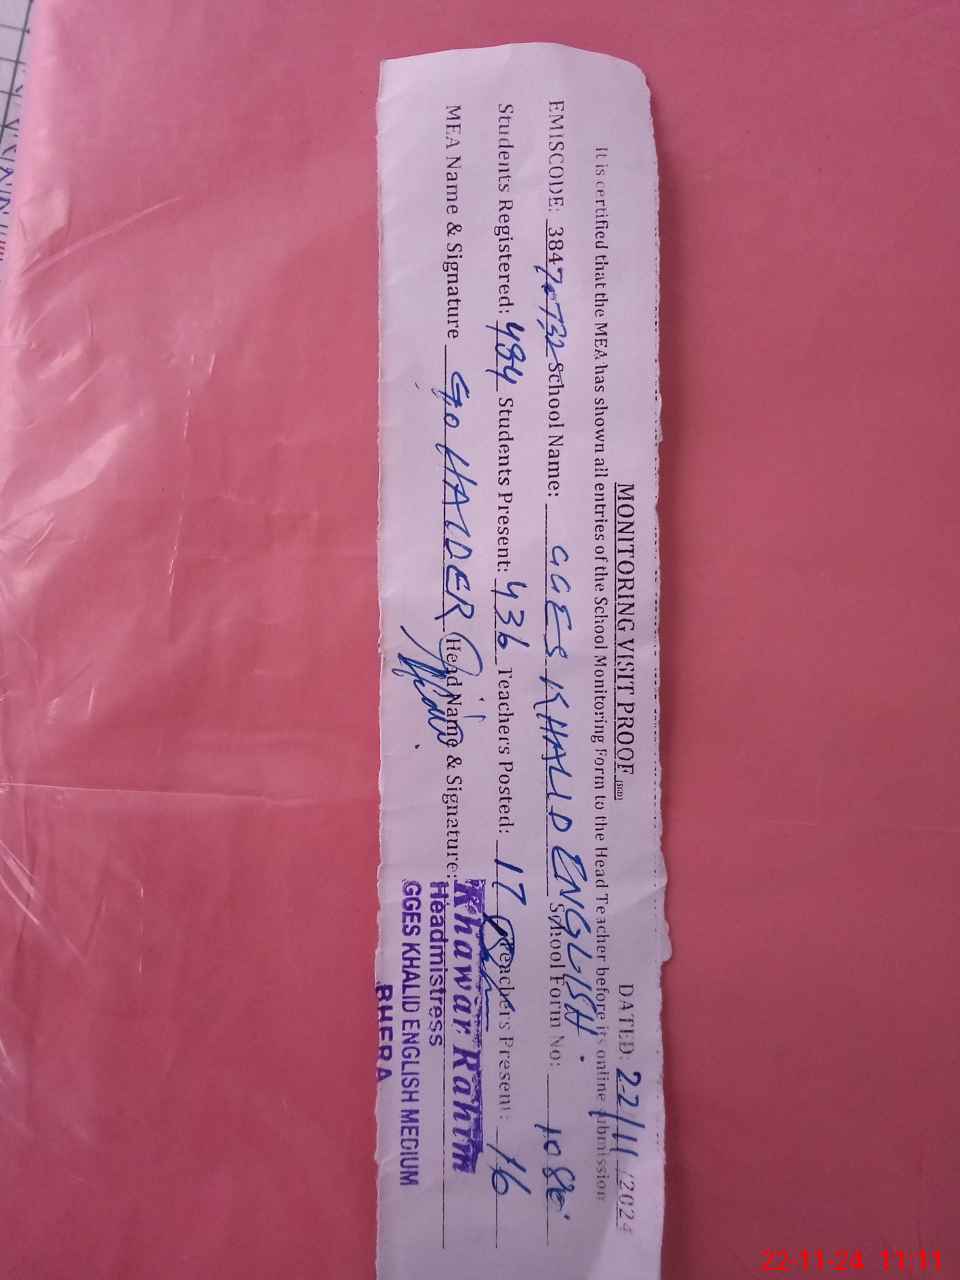 MONITORING VISIT PROOF DATED: 22/11/2024
It is certified that the MEA has shown all entries of the School Monitoring Form to the Head Teacher before its online submission
EMISCODE: 38470732 School Name: GGES KHALID ENGLISH School Form No: 1086
Students Registered: 484 Students Present: 436 Teachers Posted: 17 Teachers Present: 16
MEA Name & Signature HAIDER Head Name & Signature: Khawar Rahim
Headmistress
GGES KHALID ENGLISH MEDIUM
BHERA
22-11-24 11:11